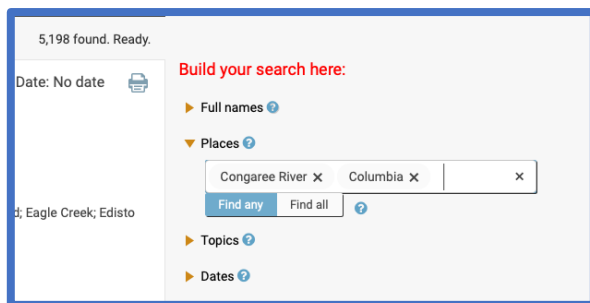 5,198 found. Ready.
Date: No date
d; Eagle Creek; Edisto
Build your search here:
Full names ?
Places ?
Congaree River × Columbia × ×
Find any Find all ?
Topics ?
Dates ?